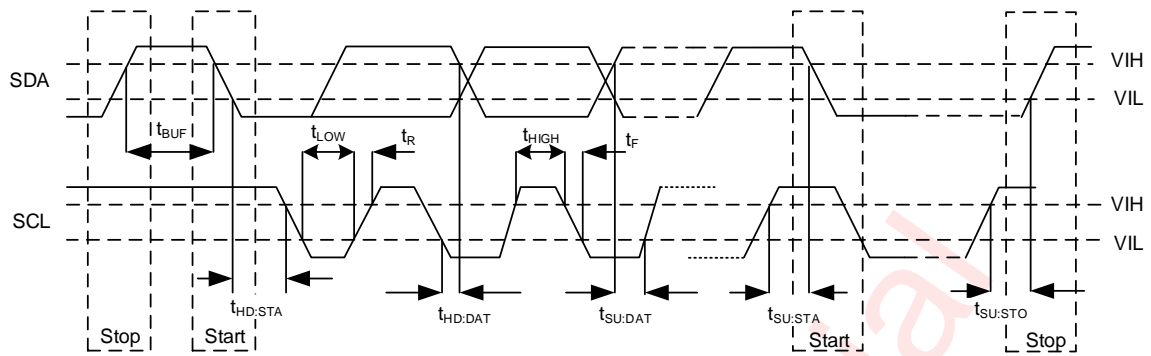 SDA
VIH
VIL
tBUF
tLOW
tR
tHIGH
tF
SCL
VIH
VIL
tHD:STA
tHD:DAT
tSU:DAT
tSU:STA
tSU:STO
Stop
Start
Start
Stop